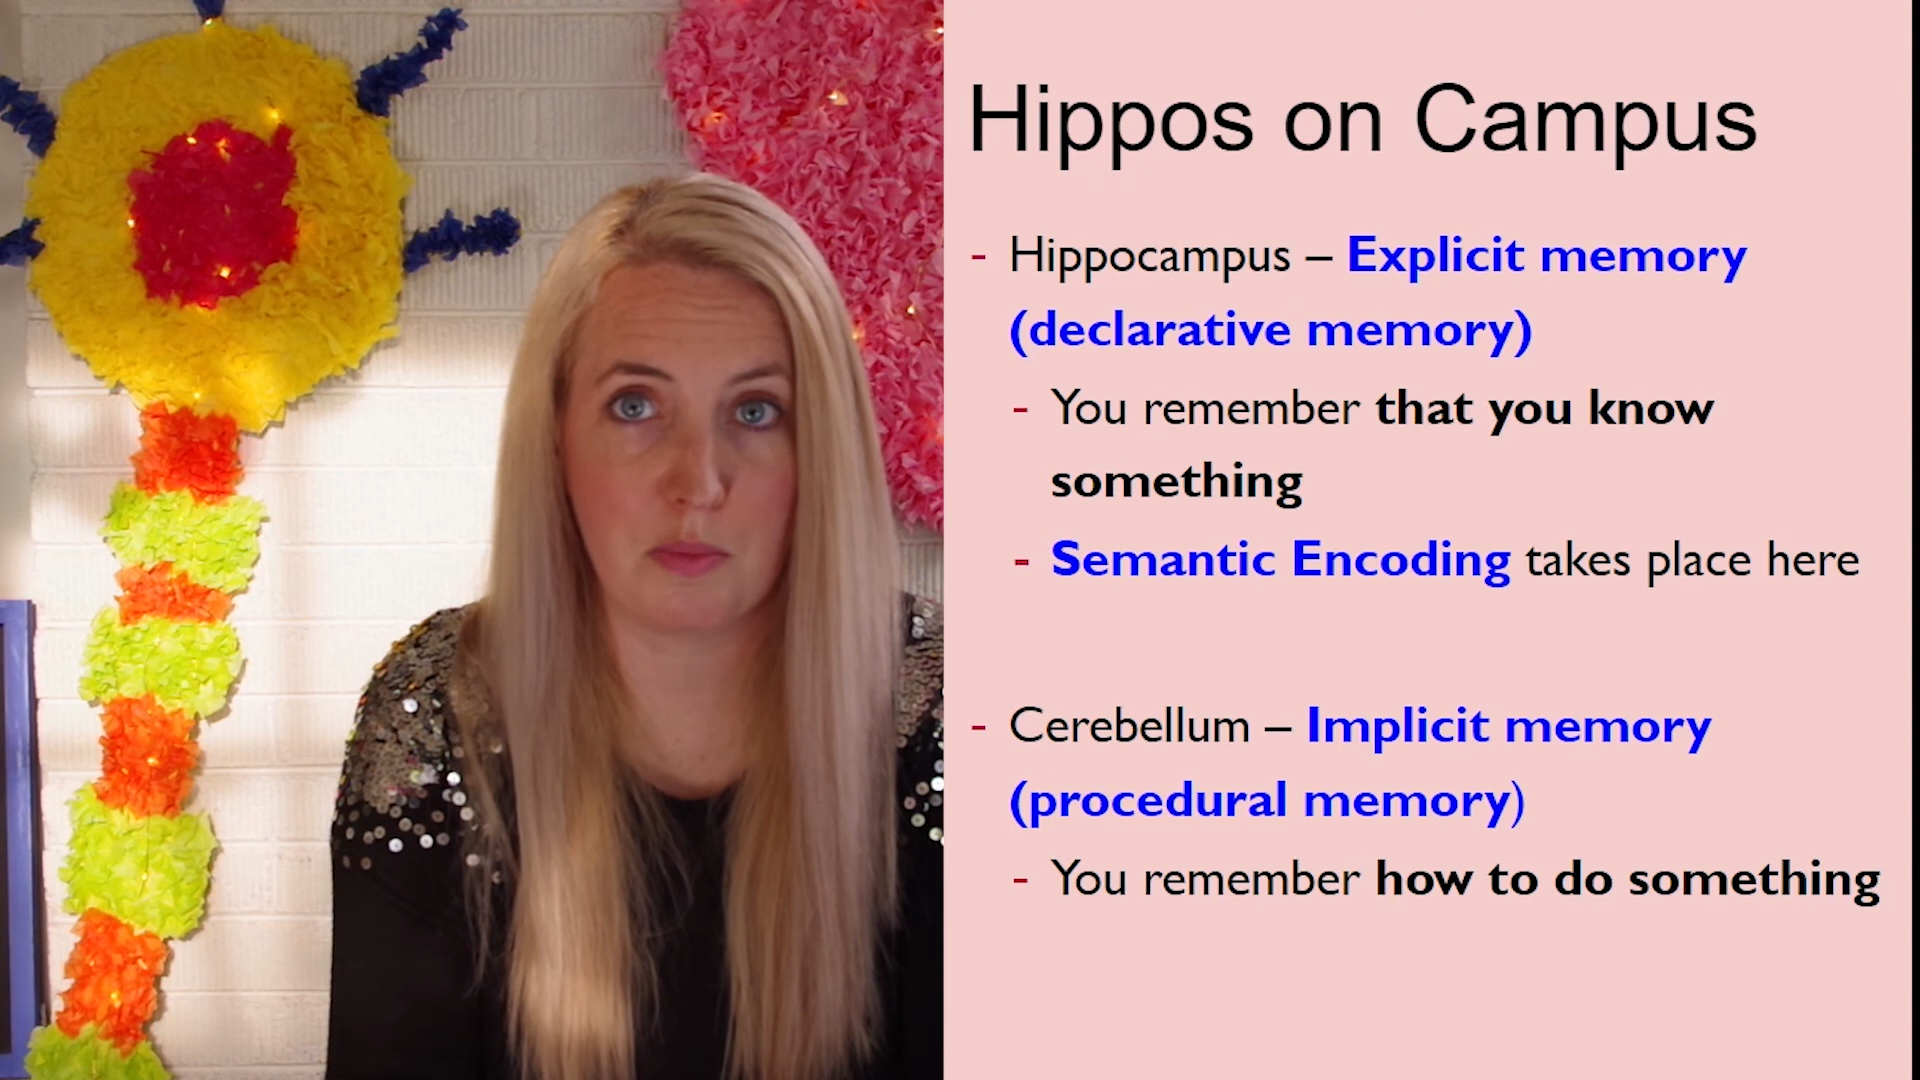 Hippos on Campus
- Hippocampus – Explicit memory
(declarative memory)
- You remember that you know
something
- Semantic Encoding takes place here
- Cerebellum – Implicit memory
(procedural memory)
- You remember how to do something